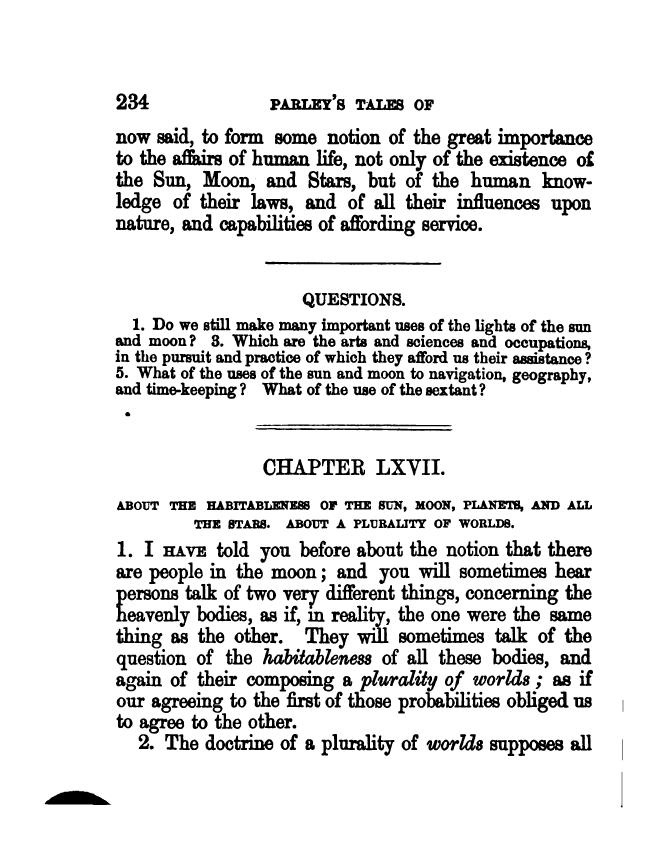 234 PARLEY'S TALES OF
now said, to form some notion of the great importance
to the affairs of human life, not only of the existence of
the Sun, Moon, and Stars, but of the human know-
ledge of their laws, and of all their influences upon
nature, and capabilities of affording service.
QUESTIONS.
1. Do we still make many important uses of the lights of the sun
and moon? 3. Which are the arts and sciences and occupations,
in the pursuit and practice of which they afford us their assistance?
5. What of the uses of the sun and moon to navigation, geography,
and time-keeping? What of the use of the sextant?
CHAPTER LXVII.
ABOUT THE HABITABLENESS OF THE SUN, MOON, PLANETS, AND ALL
THE STARS. ABOUT A PLURALITY OF WORLDS.
1. I HAVE told you before about the notion that there
are people in the moon; and you will sometimes hear
persons talk of two very different things, concerning the
heavenly bodies, as if, in reality, the one were the same
thing as the other. They will sometimes talk of the
question of the habitableness of all these bodies, and
again of their composing a plurality of worlds; as if
our agreeing to the first of those probabilities obliged us
to agree to the other.
2. The doctrine of a plurality of worlds supposes all